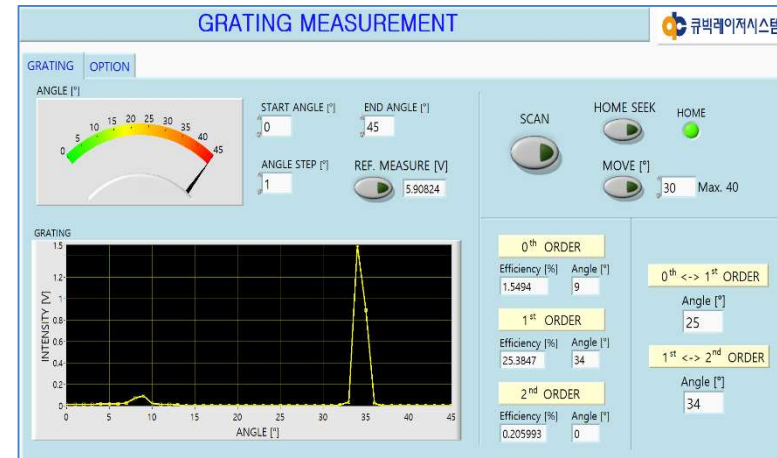 GRATING MEASUREMENT
큐빅레이저시스템
GRATING OPTION
ANGLE [°]
0 5 10 15 20 25 30 35 40 45
START ANGLE [°] END ANGLE [°]
0 45
ANGLE STEP [°] REF. MEASURE [V]
1 5.90824
SCAN HOME SEEK HOME
MOVE [°]
30 Max. 40
GRATING
INTENSITY [V]
1.5
1.2
1
0.8
0.6
0.4
0.2
0
0 5 10 15 20 25 30 35 40 45
ANGLE [°]
0th ORDER
Efficiency [%] Angle [°]
1.5494 9
1st ORDER
Efficiency [%] Angle [°]
25.3847 34
2nd ORDER
Efficiency [%] Angle [°]
0.205993 0
0th <-> 1st ORDER
Angle [°]
25
1st <-> 2nd ORDER
Angle [°]
34